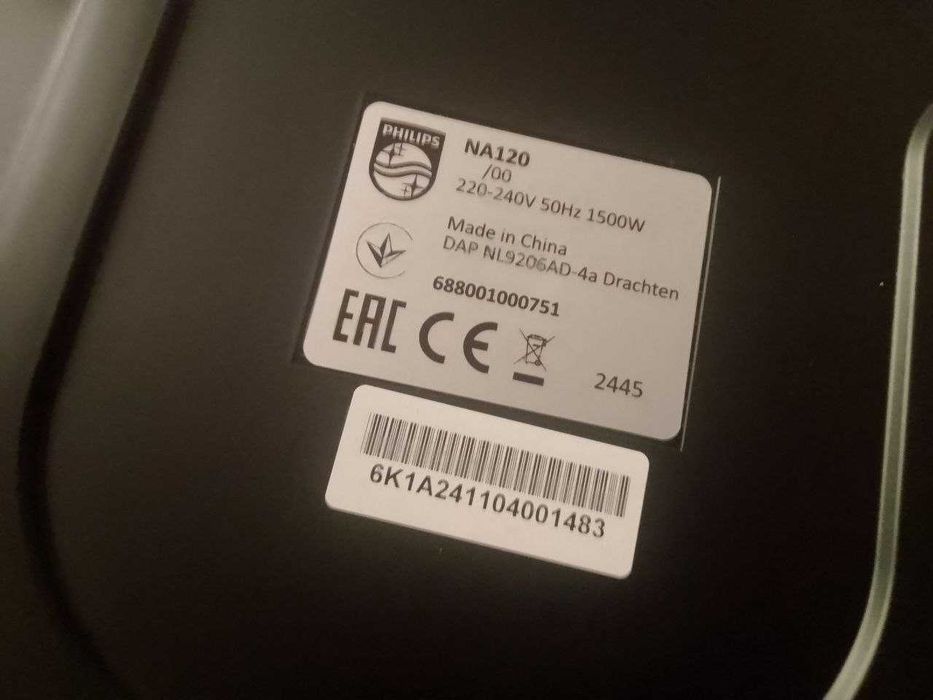 PHILIPS
NA120
/00
220-240V 50Hz 1500W
Made in China
DAP NL9206AD-4a Drachten
688001000751
EAC CE
2445
6K1A241104001483